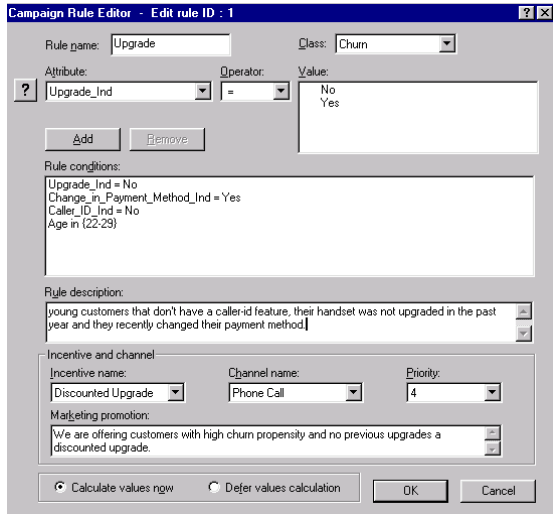 Campaign Rule Editor - Edit rule ID : 1
Rule name: Upgrade Class: Churn
Attribute: Operator: Value:
? Upgrade_Ind = No
Yes
Add Remove
Rule conditions:
Upgrade_Ind = No
Change_in_Payment_Method_Ind = Yes
Caller_ID_Ind = No
Age in {22-29}
Rule description:
young customers that don't have a caller-id feature, their handset was not upgraded in the past
year and they recently changed their payment method.
Incentive and channel
Incentive name: Channel name: Priority:
Discounted Upgrade Phone Call 4
Marketing promotion:
We are offering customers with high churn propensity and no previous upgrades a
discounted upgrade.
Calculate values now Defer values calculation OK Cancel